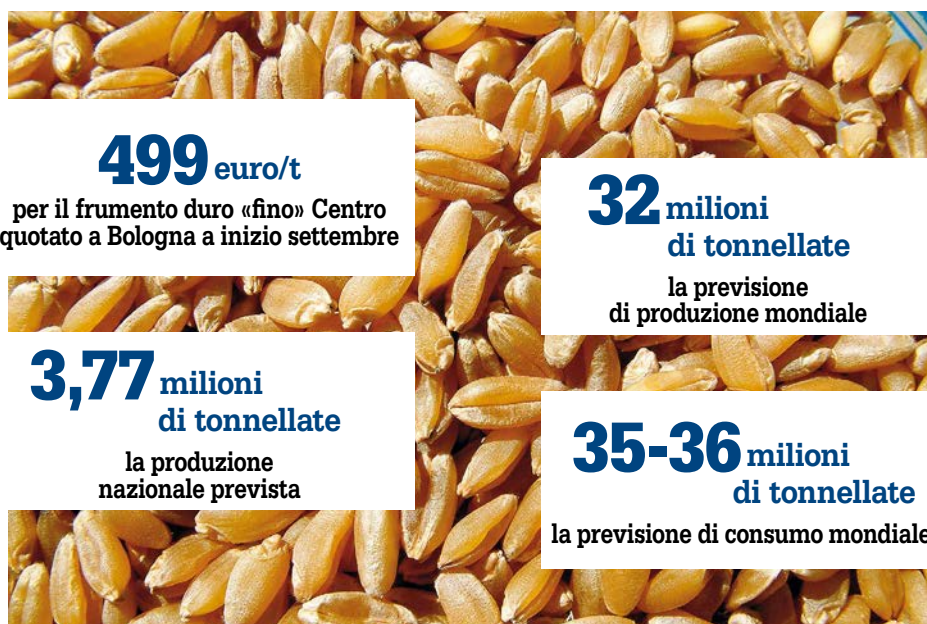 499 euro/t
per il frumento duro «fino» Centro
quotato a Bologna a inizio settembre
32 milioni
di tonnellate
la previsione
di produzione mondiale
3,77 milioni
di tonnellate
la produzione
nazionale prevista
35-36 milioni
di tonnellate
la previsione di consumo mondiale